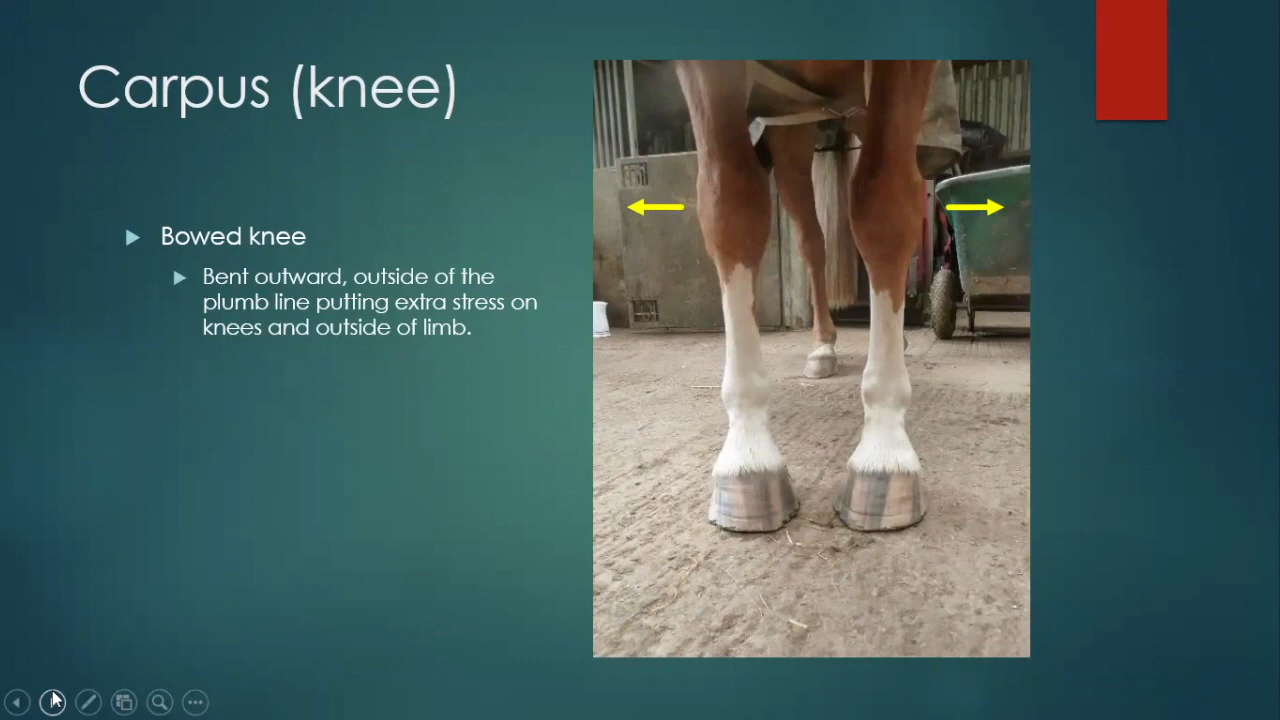 Carpus (knee)
Bowed knee
Bent outward, outside of the
plumb line putting extra stress on
knees and outside of limb.